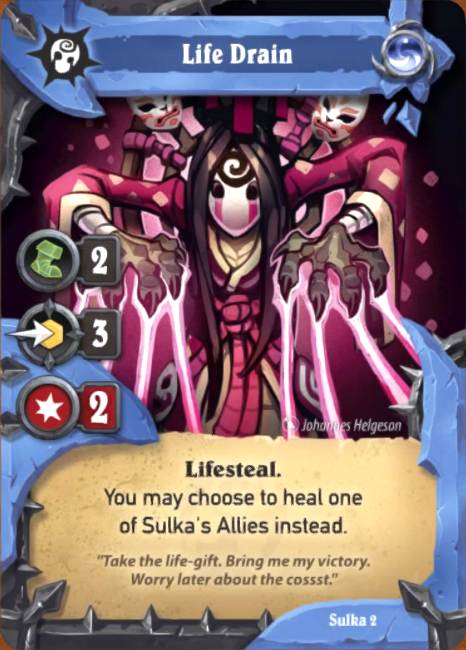 Life Drain
2
3
2
Johannes Helgeson
Lifesteal.
You may choose to heal one
of Sulka's Allies instead.
"Take the life-gift. Bring me my victory.
Worry later about the cossst."
Sulka 2